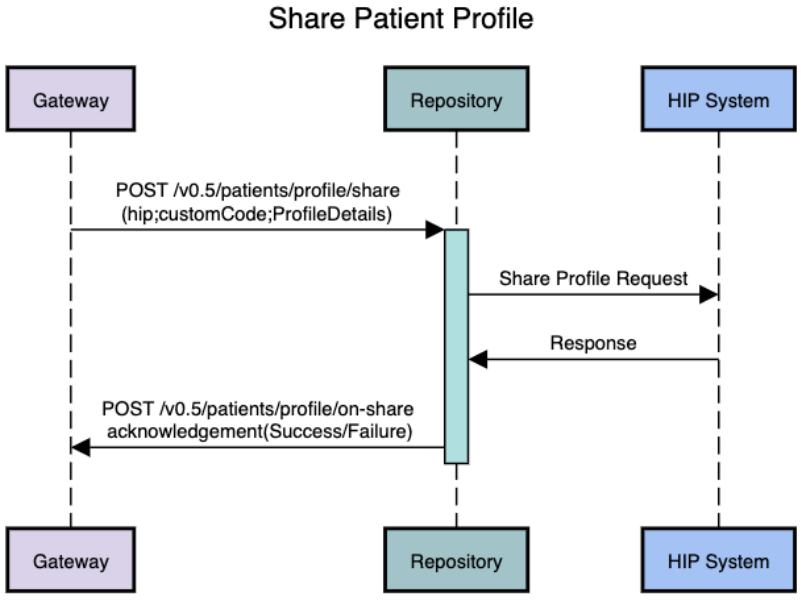 Share Patient Profile
Gateway
Repository
HIP System
POST /v0.5/patients/profile/share
(hip;customCode;ProfileDetails)
Share Profile Request
Response
POST /v0.5/patients/profile/on-share
acknowledgement(Success/Failure)
Gateway
Repository
HIP System